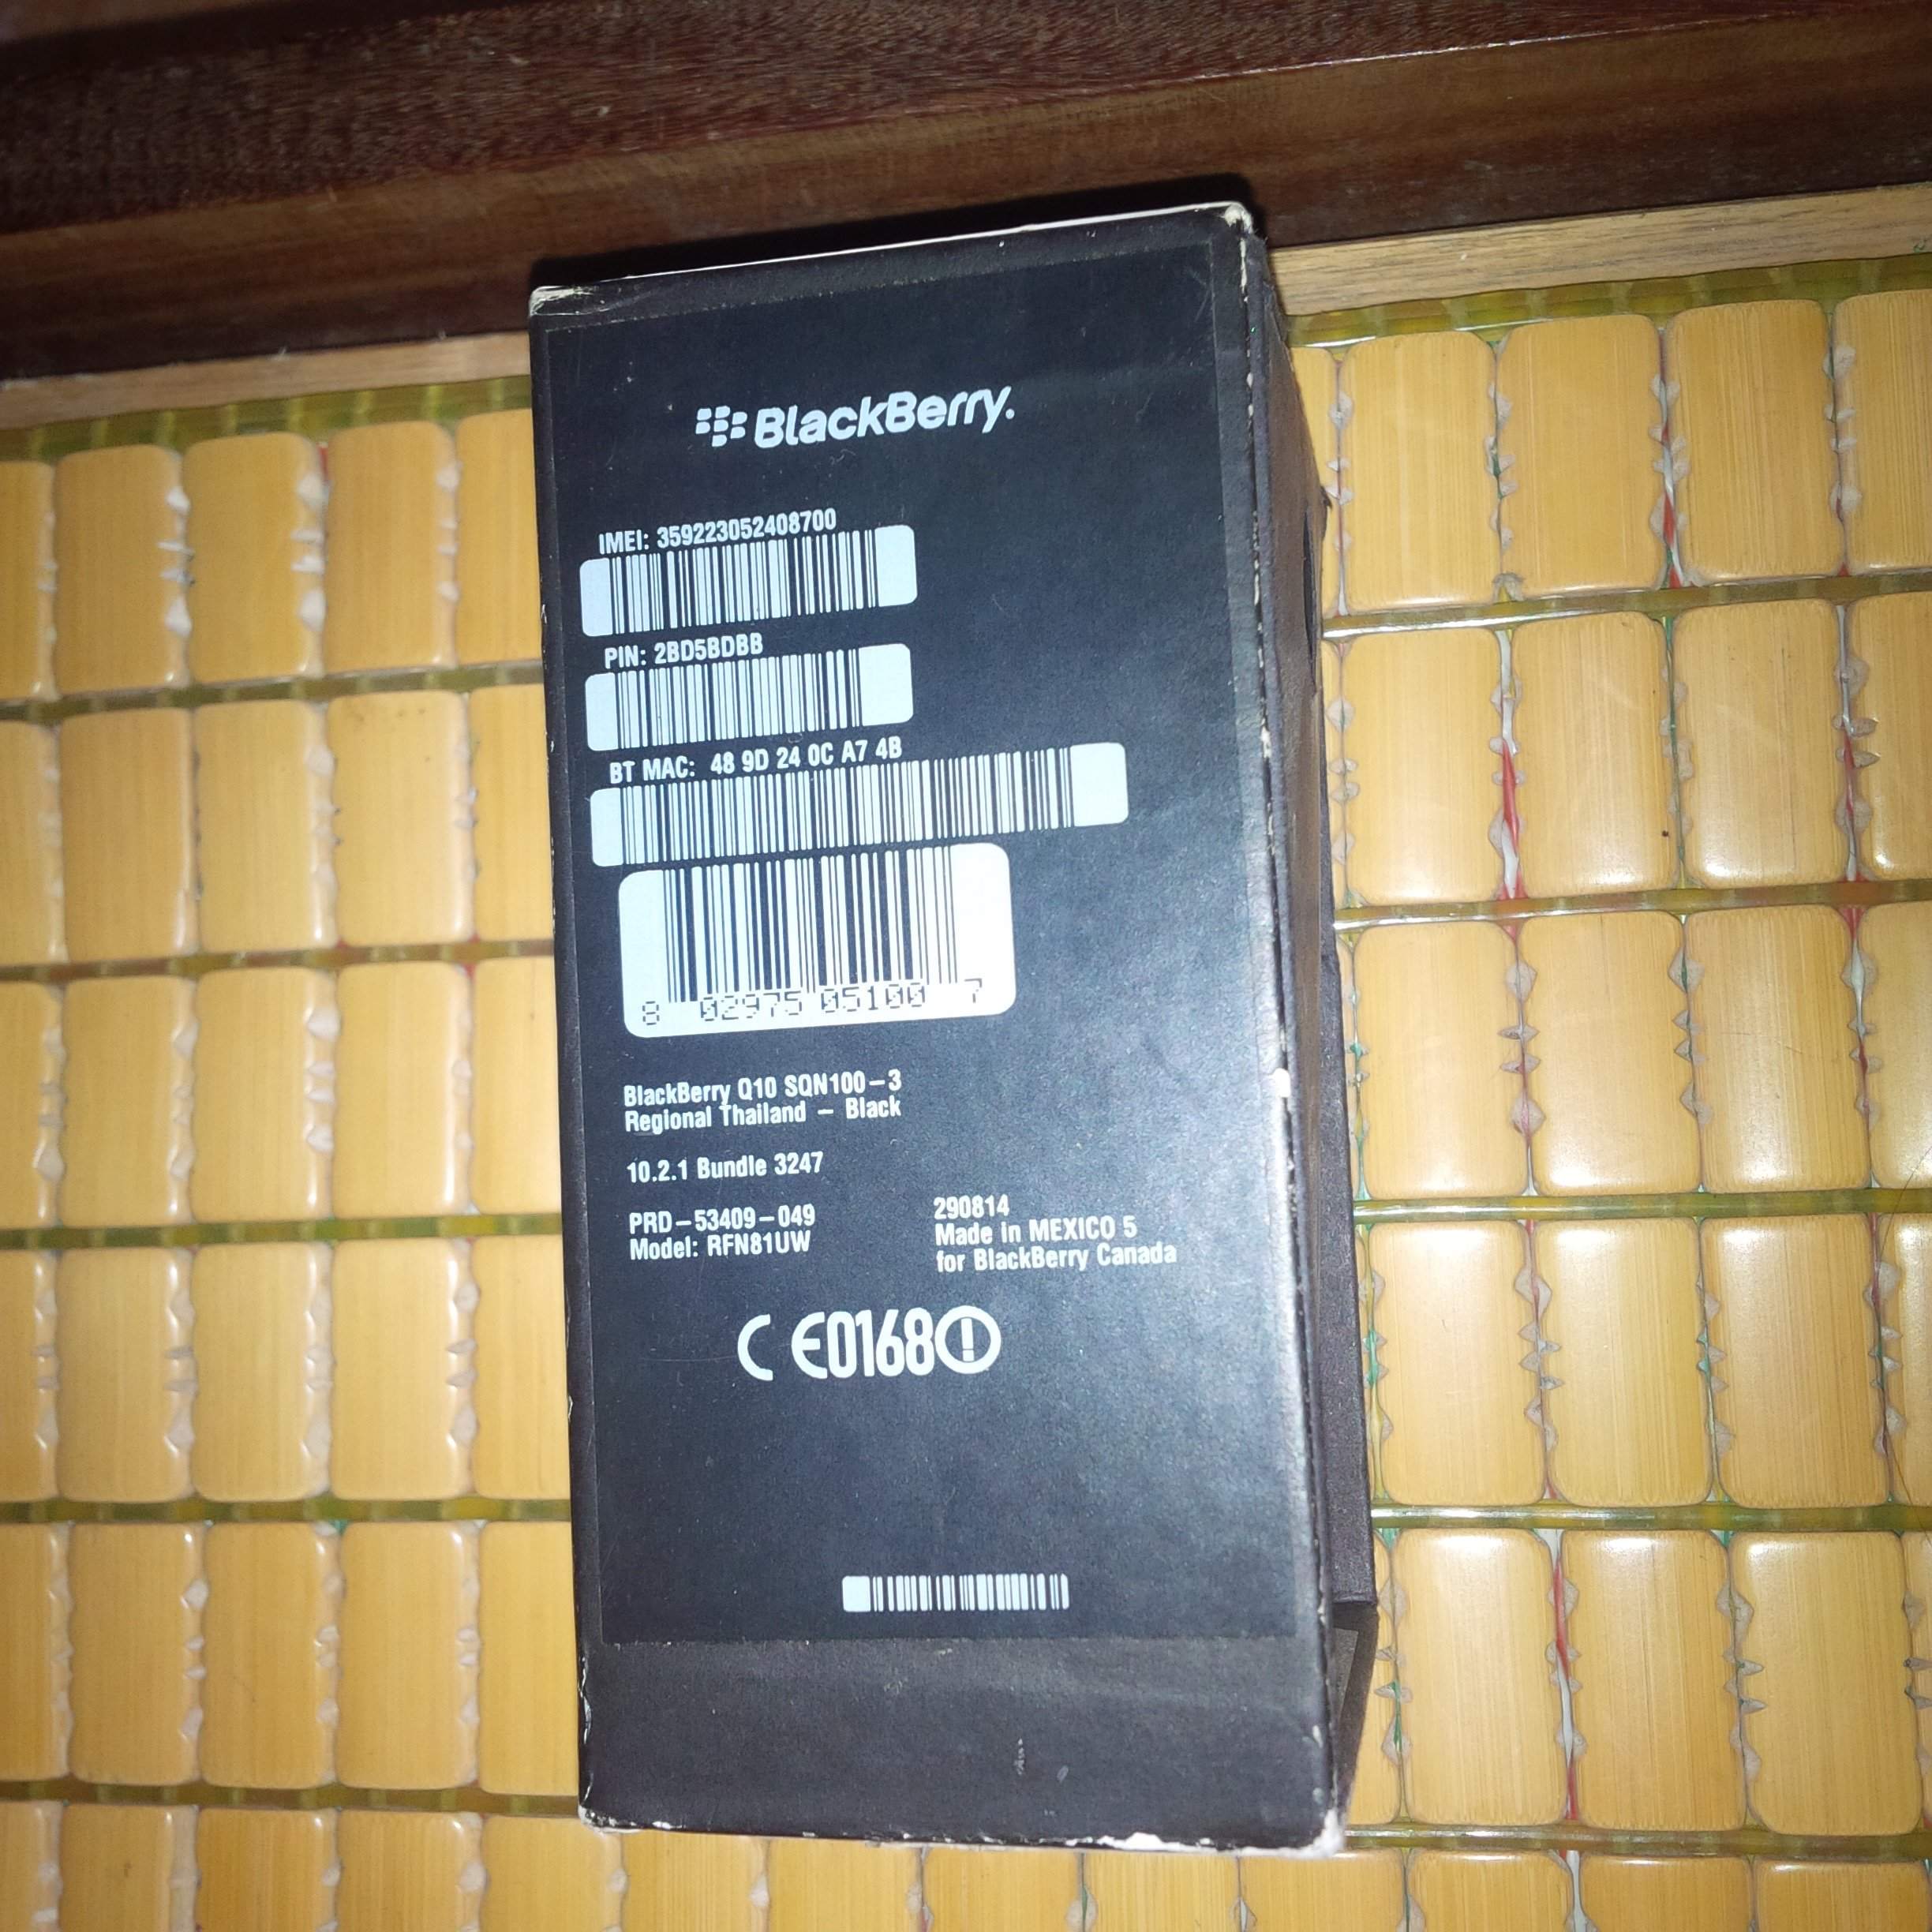 BlackBerry.
IMEI: 359223052408700
PIN: 2BD5BDBB
BT MAC: 48 9D 24 0C A7 4B
8 02975 05100 7
BlackBerry Q10 SQN100-3
Regional Thailand - Black
10.2.1 Bundle 3247
PRD-53409-049
Model: RFN81UW
290814
Made in MEXICO 5
for BlackBerry Canada
CE0168